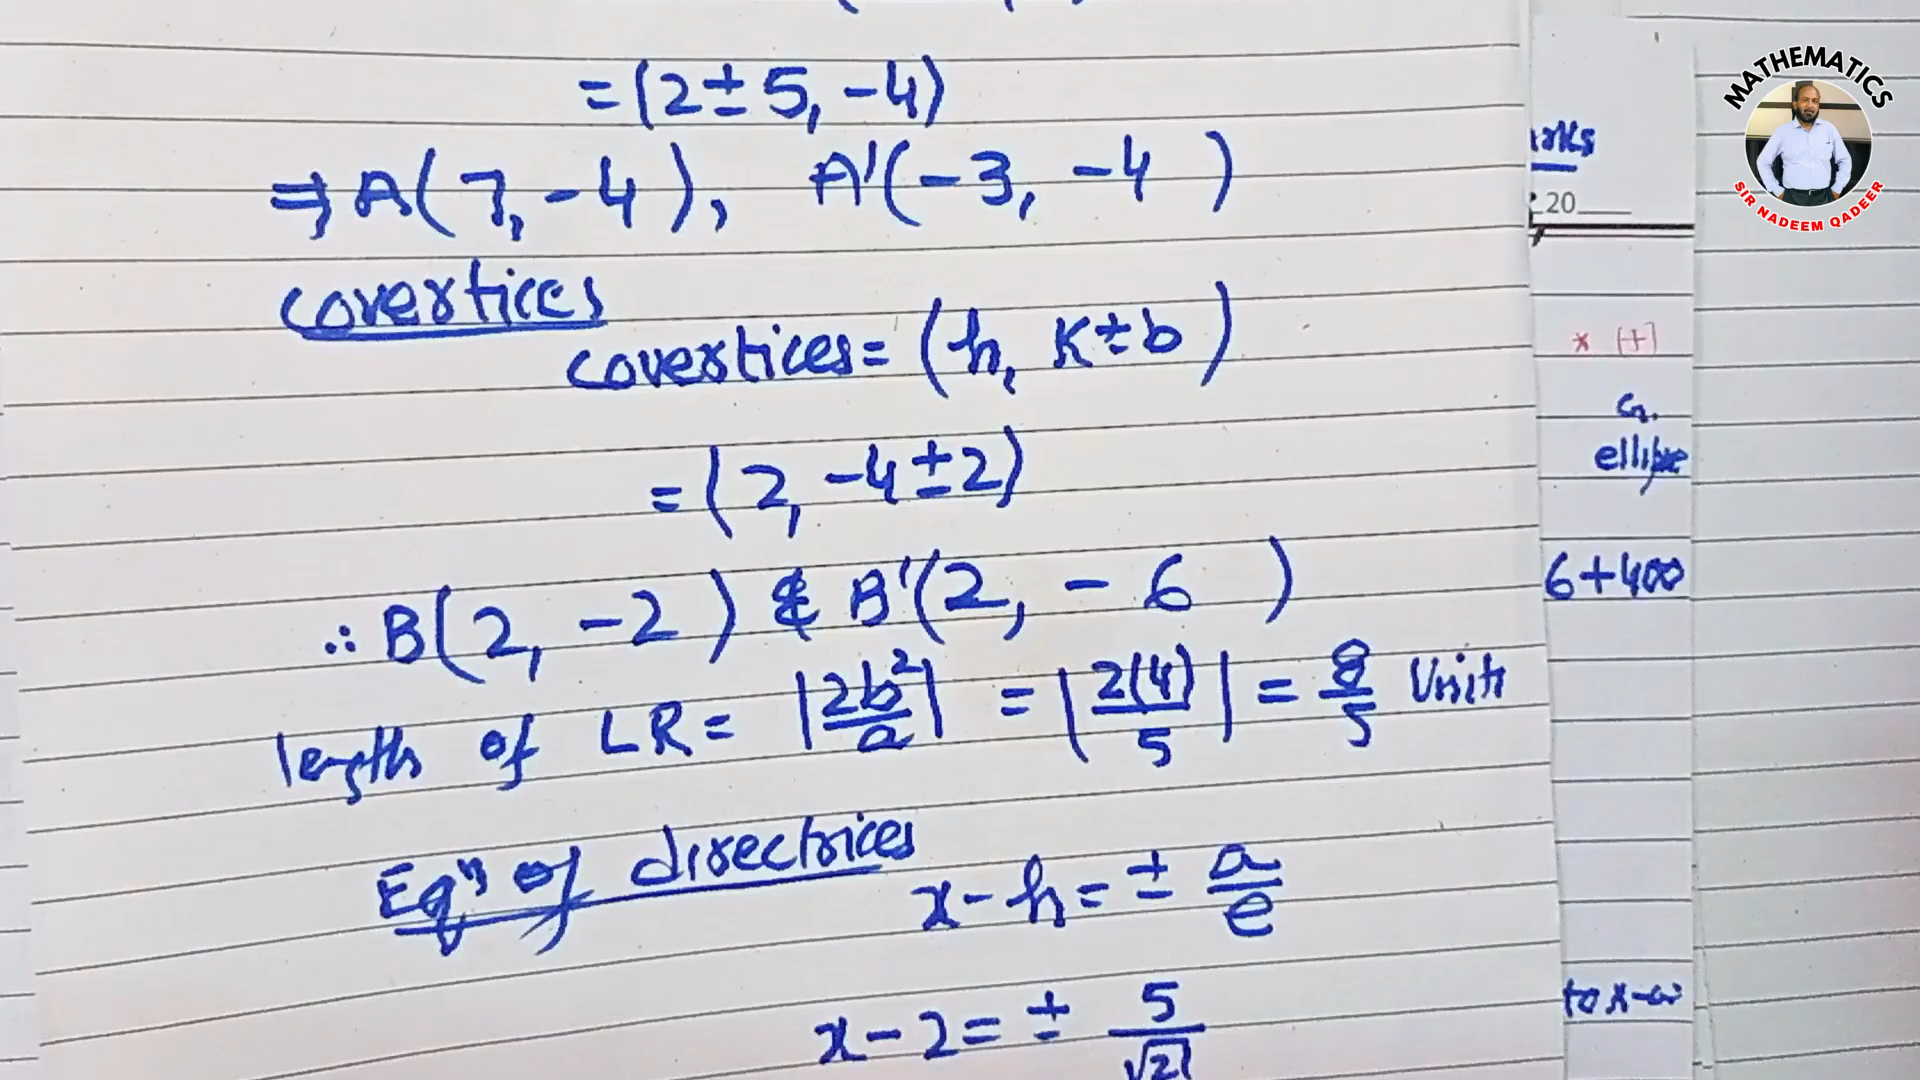 = (2 ± 5, -4)
⇒ A(7, -4), A'(-3, -4)
covertices
covertices = (h, K ± b)
= (2, -4 ± 2)
∴ B(2, -2) & B'(2, -6)
length of LR = |2b²/a| = |2(4)/5| = 8/5 Units
Eqⁿ of directrices
x - h = ± a/e
x - 2 = ± 5/√21
MATHEMATICS
SIR NADEEM QADEER
20
ellipse
6+400
to x-